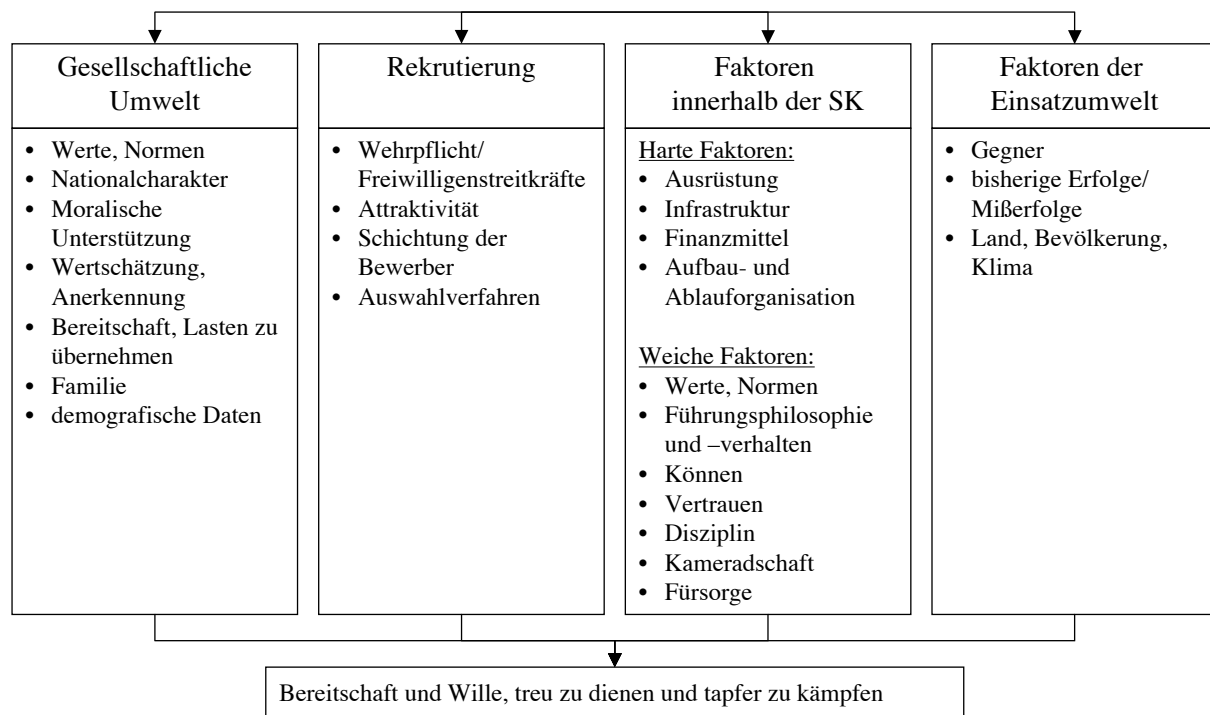 Gesellschaftliche
Umwelt
• Werte, Normen
• Nationalcharakter
• Moralische
Unterstützung
• Wertschätzung,
Anerkennung
• Bereitschaft, Lasten zu
übernehmen
• Familie
• demografische Daten
Rekrutierung
• Wehrpflicht/
Freiwilligenstreitkräfte
• Attraktivität
• Schichtung der
Bewerber
• Auswahlverfahren
Faktoren
innerhalb der SK
Harte Faktoren:
• Ausrüstung
• Infrastruktur
• Finanzmittel
• Aufbau- und
Ablauforganisation
Weiche Faktoren:
• Werte, Normen
• Führungsphilosophie
und –verhalten
• Können
• Vertrauen
• Disziplin
• Kameradschaft
• Fürsorge
Faktoren der
Einsatzumwelt
• Gegner
• bisherige Erfolge/
Mißerfolge
• Land, Bevölkerung,
Klima
Bereitschaft und Wille, treu zu dienen und tapfer zu kämpfen